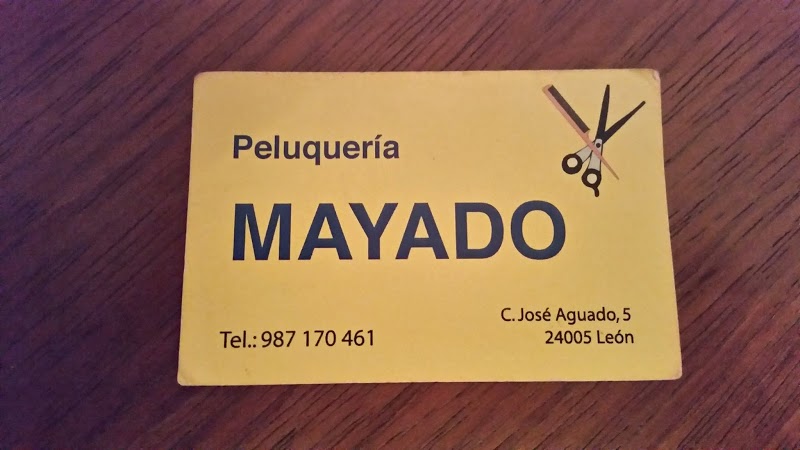 Peluquería
MAYADO
Tel.: 987 170 461
C. José Aguado, 5
24005 León